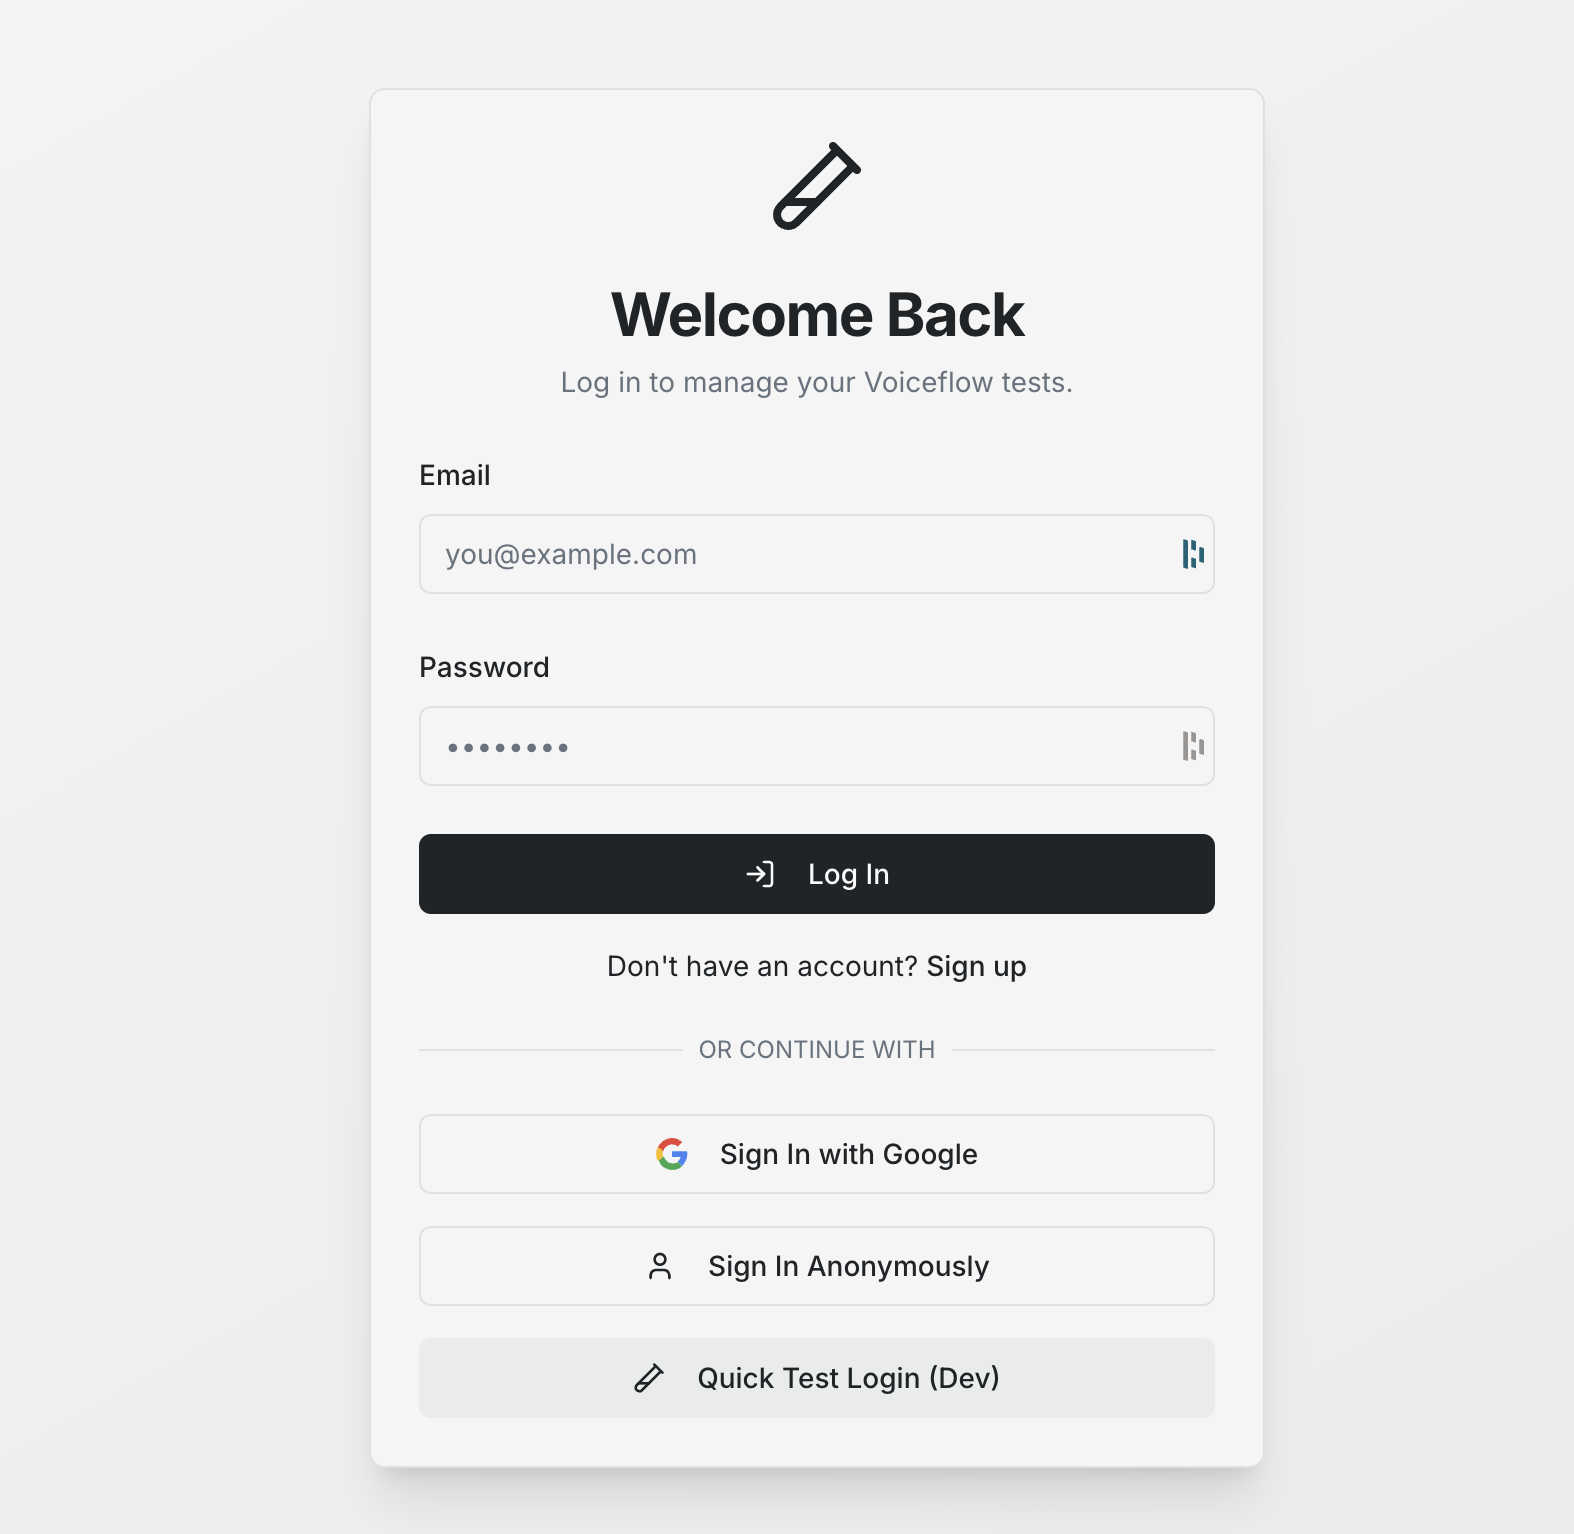 Welcome Back
Log in to manage your Voiceflow tests.
Email
you@example.com
Password
••••••••
Log In
Don't have an account? Sign up
OR CONTINUE WITH
Sign In with Google
Sign In Anonymously
Quick Test Login (Dev)